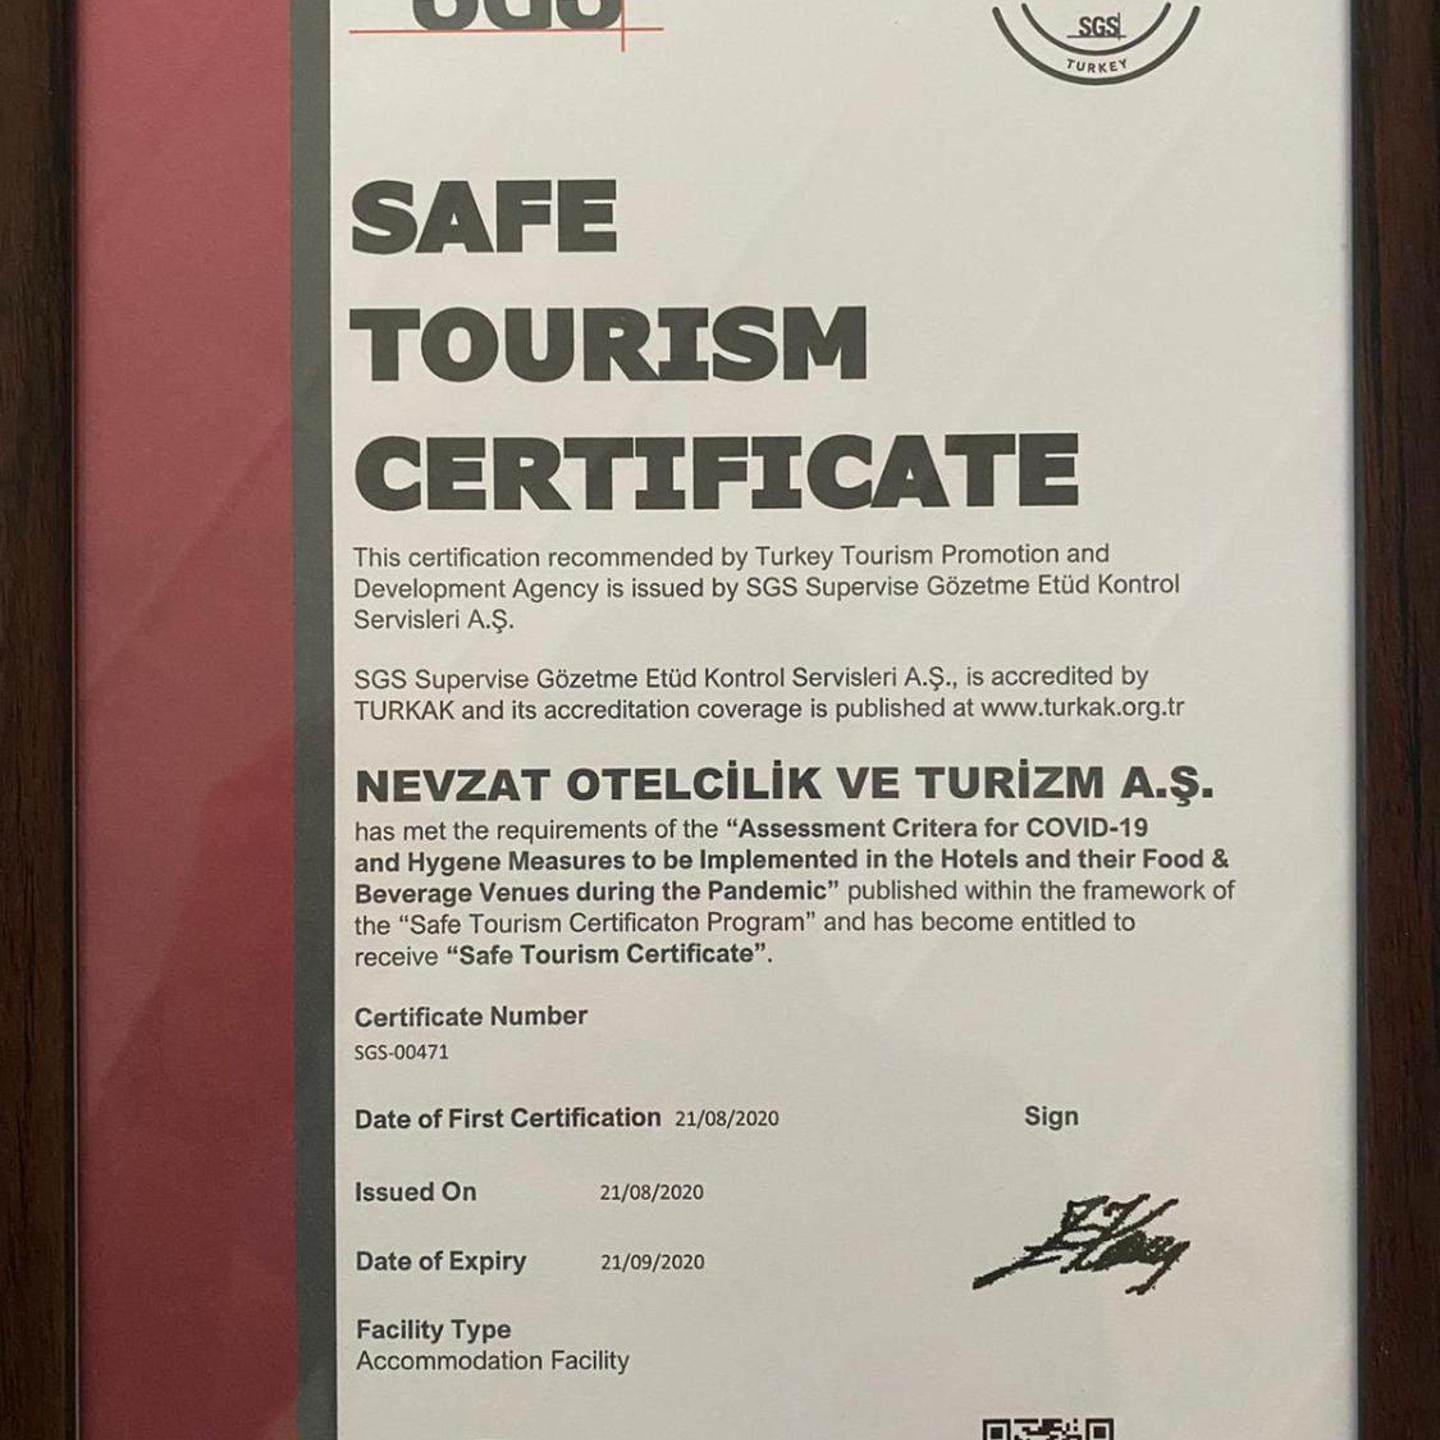 SGS
SGS
TURKEY
SAFE
TOURISM
CERTIFICATE
This certification recommended by Turkey Tourism Promotion and
Development Agency is issued by SGS Supervise Gözetme Etüd Kontrol
Servisleri A.Ş.
SGS Supervise Gözetme Etüd Kontrol Servisleri A.Ş., is accredited by
TURKAK and its accreditation coverage is published at www.turkak.org.tr
NEVZAT OTELCİLİK VE TURİZM A.Ş.
has met the requirements of the “Assessment Critera for COVID-19
and Hygene Measures to be Implemented in the Hotels and their Food &
Beverage Venues during the Pandemic” published within the framework of
the “Safe Tourism Certificaton Program” and has become entitled to
receive “Safe Tourism Certificate”.
Certificate Number
SGS-00471
Date of First Certification 21/08/2020
Sign
Issued On 21/08/2020
Date of Expiry 21/09/2020
Facility Type
Accommodation Facility